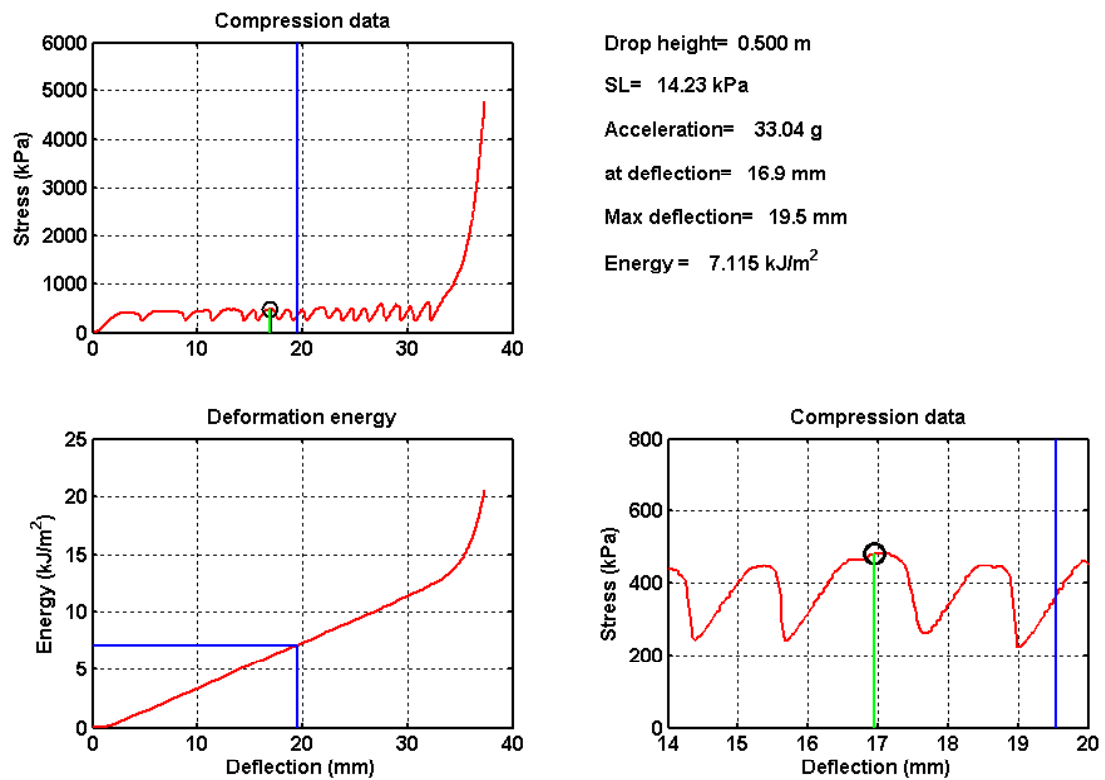 Compression data
6000
5000
4000
3000
2000
1000
0
Stress (kPa)
0 10 20 30 40
Drop height= 0.500 m
SL= 14.23 kPa
Acceleration= 33.04 g
at deflection= 16.9 mm
Max deflection= 19.5 mm
Energy = 7.115 kJ/m²
Deformation energy
25
20
15
10
5
0
Energy (kJ/m²)
0 10 20 30 40
Deflection (mm)
Compression data
800
600
400
200
0
Stress (kPa)
14 15 16 17 18 19 20
Deflection (mm)